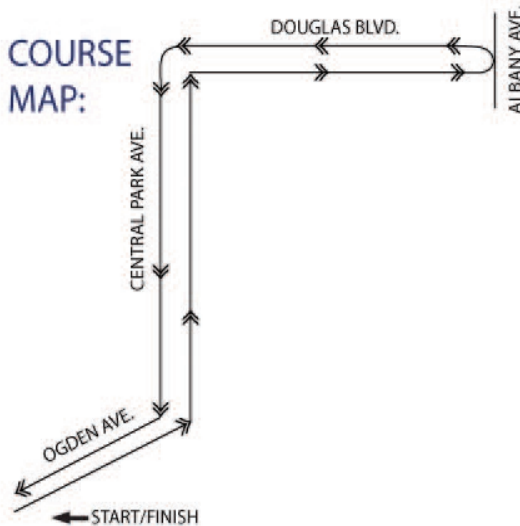 COURSE
MAP:
DOUGLAS BLVD.
ALBANY AVE.
CENTRAL PARK AVE.
OGDEN AVE.
START/FINISH